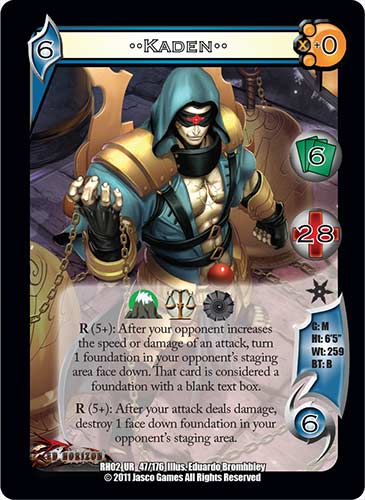 6
••KADEN••
X +0
6
28
R (5+): After your opponent increases
the speed or damage of an attack, turn
1 foundation in your opponent's staging
area face down. That card is considered a
foundation with a blank text box.
R (5+): After your attack deals damage,
destroy 1 face down foundation in your
opponent's staging area.
G: M
Ht: 6'5"
Wt: 259
BT: B
6
RED HORIZON
RH02 UR 47/176 Illus. Eduardo Bromhbley
© 2011 Jasco Games All Rights Reserved